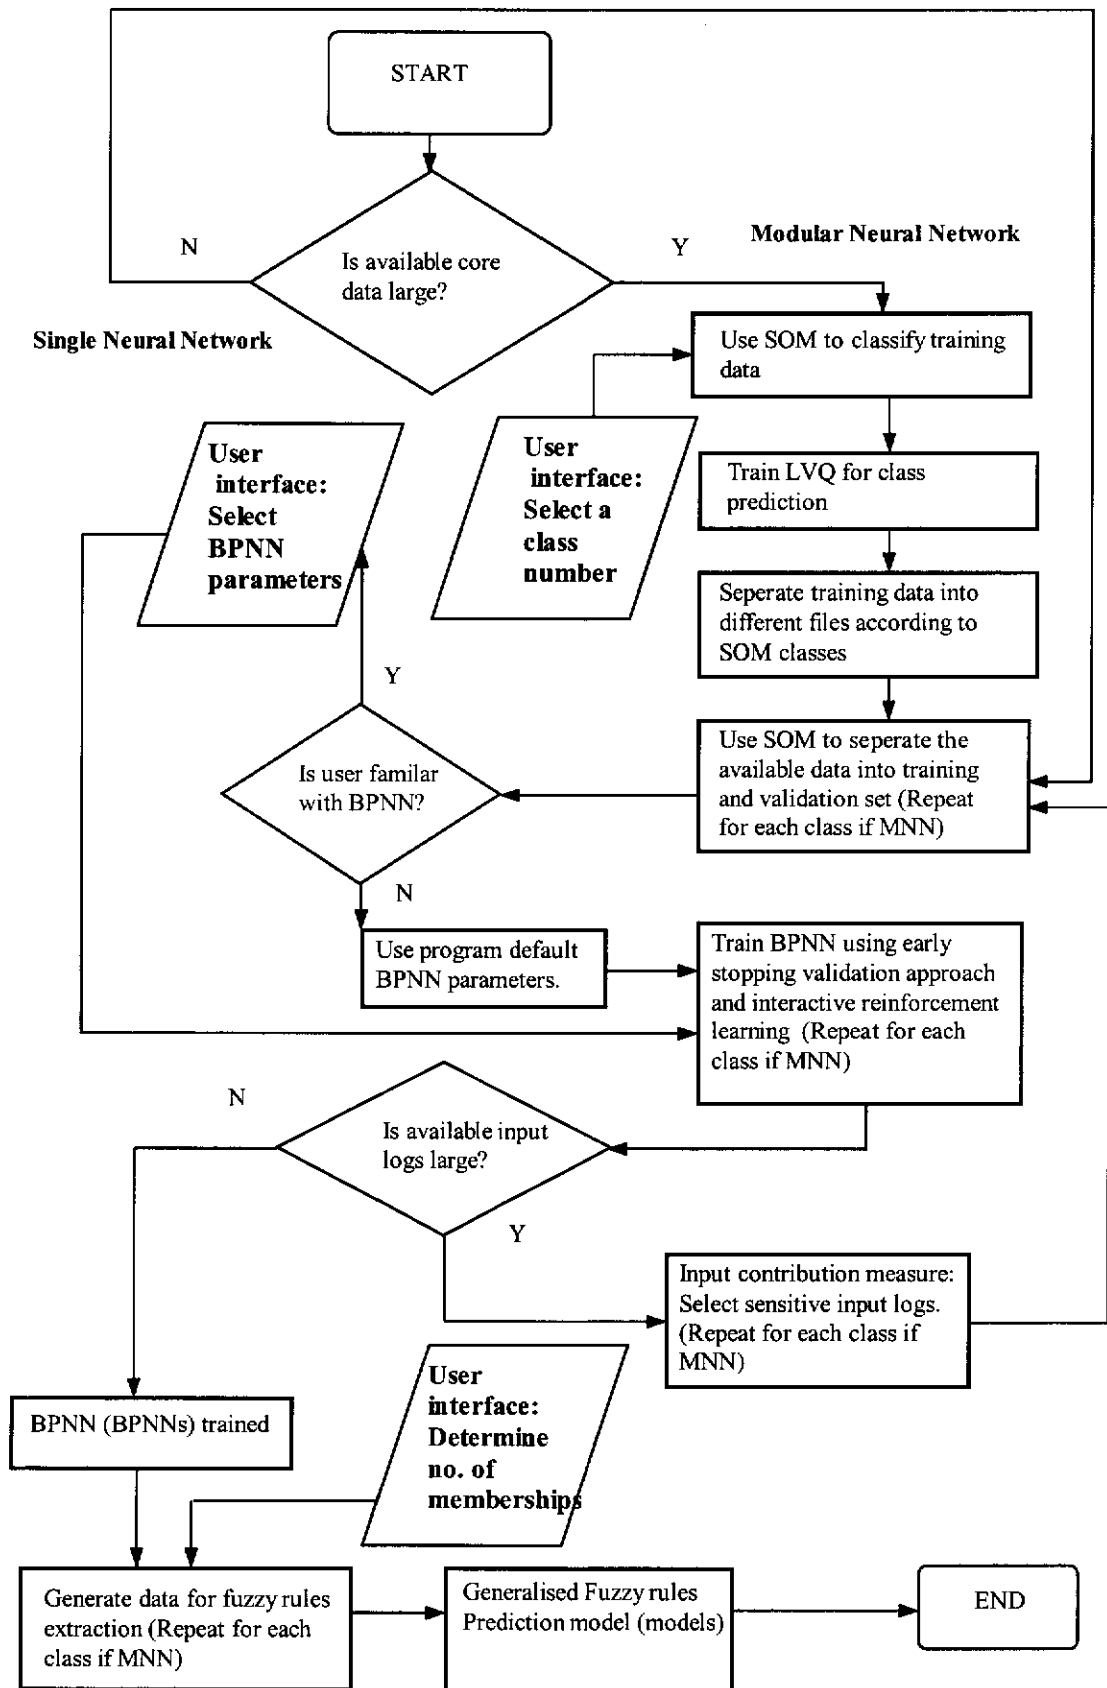 START
N
Y
Modular Neural Network
Is available core
data large?
Single Neural Network
Use SOM to classify training
data
User
interface:
Select
BPNN
parameters
User
interface:
Select a
class
number
Train LVQ for class
prediction
Seperate training data into
different files according to
SOM classes
Y
Is user familar
with BPNN?
Use SOM to seperate the
available data into training
and validation set (Repeat
for each class if MNN)
N
Use program default
BPNN parameters.
Train BPNN using early
stopping validation approach
and interactive reinforcement
learning (Repeat for each
class if MNN)
N
Is available input
logs large?
Y
Input contribution measure:
Select sensitive input logs.
(Repeat for each class if
MNN)
User
interface:
Determine
no. of
memberships
BPNN (BPNNs) trained
Generate data for fuzzy rules
extraction (Repeat for each
class if MNN)
Generalised Fuzzy rules
Prediction model (models)
END